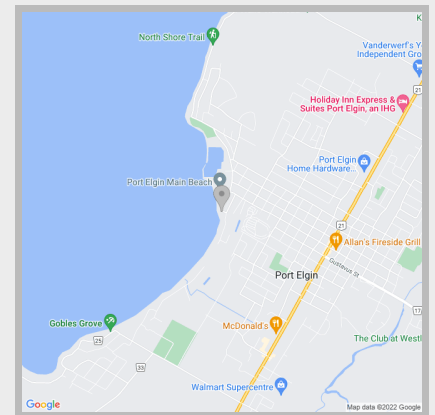 K
North Shore Trail
Vanderwerf's Y
Independent Gro
21
Holiday Inn Express &
Suites Port Elgin, an IHG
Port Elgin
Home Hardware...
Port Elgin Main Beach
21
Allan's Fireside Grill
Gustavus St
Port Elgin
17
Gobles Grove
25
McDonald's
The Club at Westl
33
Walmart Supercentre
Google
Map data ©2022 Google